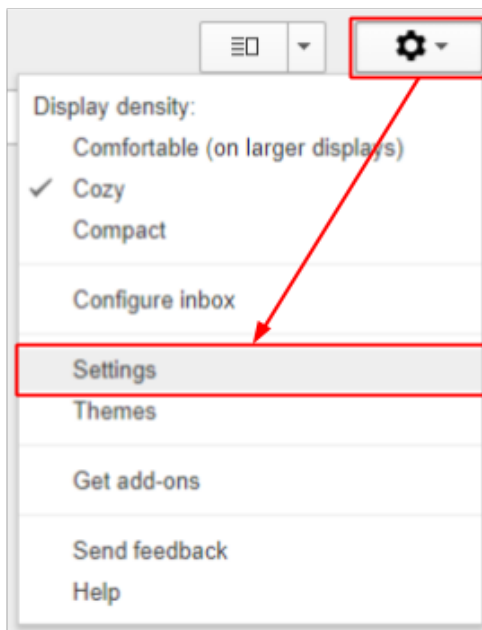 Display density:
Comfortable (on larger displays)
Cozy
Compact
Configure inbox
Settings
Themes
Get add-ons
Send feedback
Help